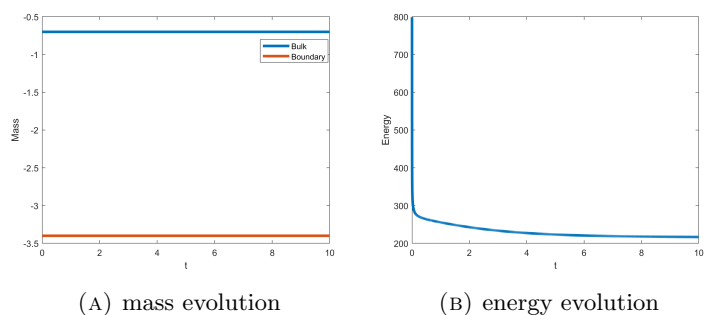 -0.5
-1
-1.5
-2
-2.5
-3
-3.5
Mass
0 2 4 6 8 10
t
Bulk
Boundary
(A) mass evolution
800
700
600
500
400
300
200
Energy
0 2 4 6 8 10
t
(B) energy evolution